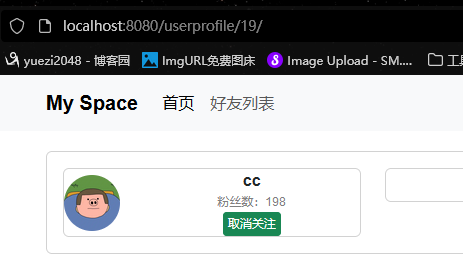 localhost:8080/userprofile/19/
yuezi2048 - 博客园 ImgURL免费图床 Image Upload - SM.... 工具
My Space 首页 好友列表
cc
粉丝数：198
取消关注